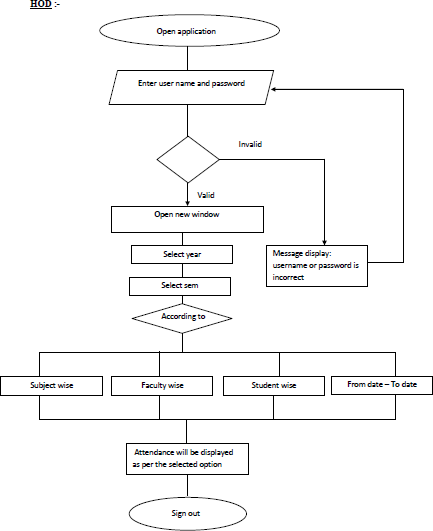 HOD :-
Open application
Enter user name and password
Invalid
Valid
Open new window
Select year
Message display:
username or password is
incorrect
Select sem
According to
Subject wise
Faculty wise
Student wise
From date – To date
Attendance will be displayed
as per the selected option
Sign out